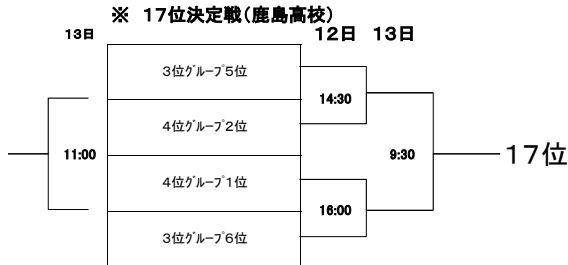 ※ 17位決定戦(鹿島高校)
13日
12日 13日
3位グループ5位
14:30
4位グループ2位
11:00
9:30
17位
4位グループ1位
16:00
3位グループ6位